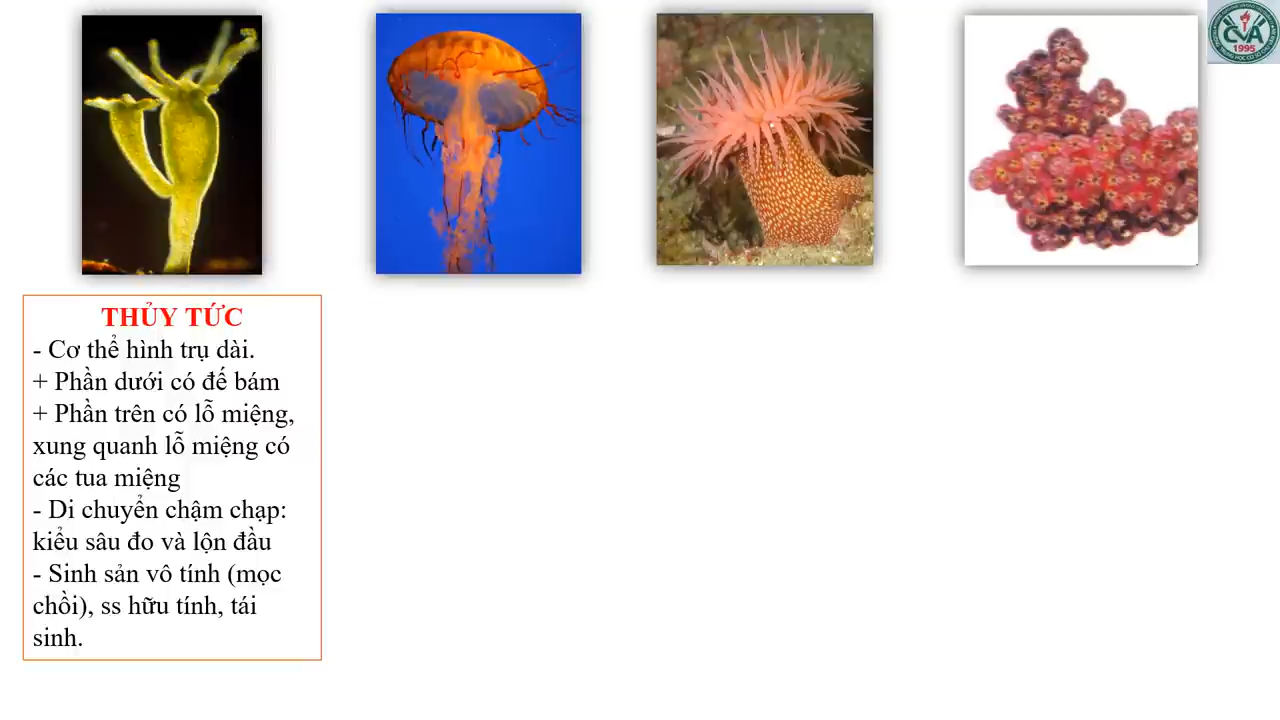 CVA
1995
THỦY TỨC
- Cơ thể hình trụ dài.
+ Phần dưới có đế bám
+ Phần trên có lỗ miệng,
xung quanh lỗ miệng có
các tua miệng
- Di chuyển chậm chạp:
kiểu sâu đo và lộn đầu
- Sinh sản vô tính (mọc
chồi), ss hữu tính, tái
sinh.